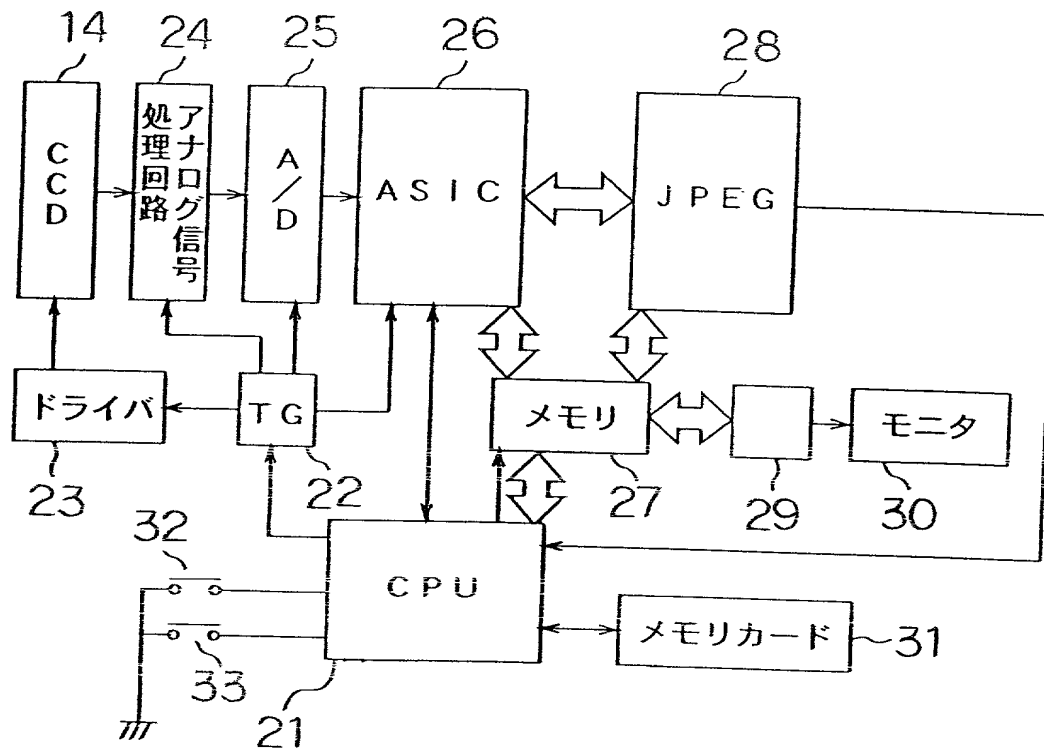 14
24
25
26
28
CCD
アナログ信号
処理回路
A/D
ASIC
JPEG
ドライバ
TG
メモリ
モニタ
23
22
27
29
30
32
CPU
メモリカード
31
33
21